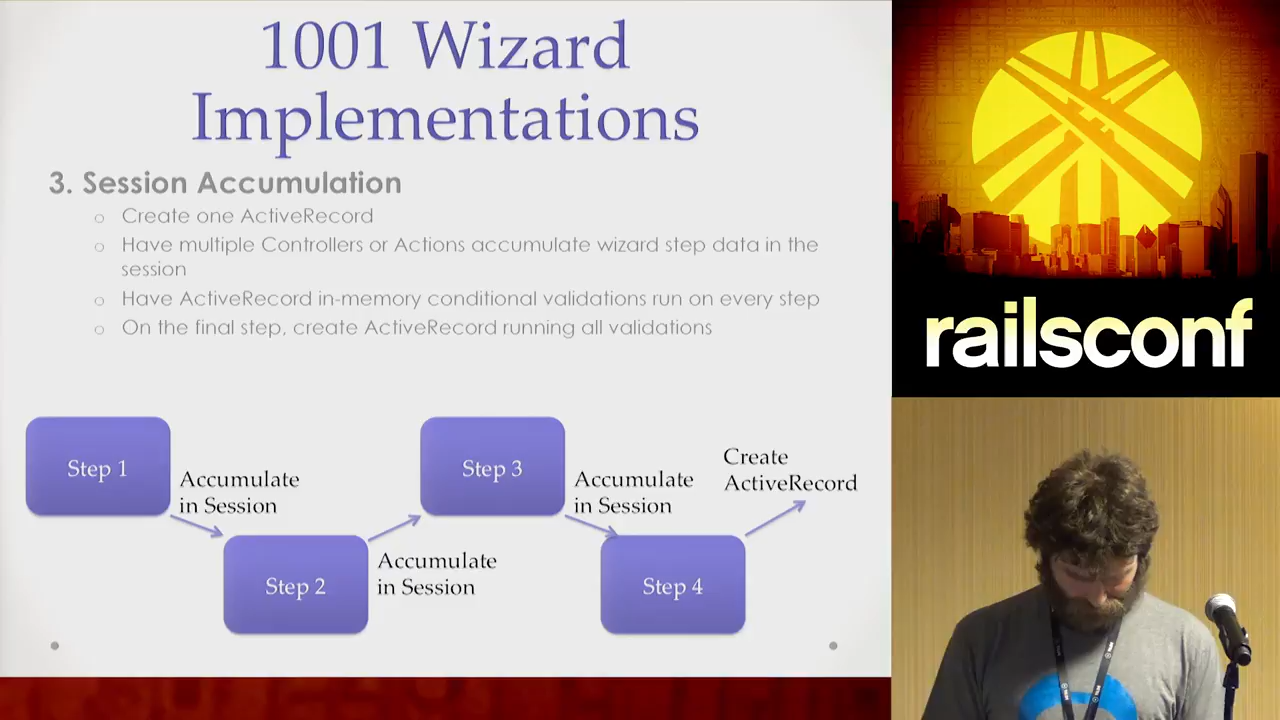 1001 Wizard
Implementations
3. Session Accumulation
Create one ActiveRecord
Have multiple Controllers or Actions accumulate wizard step data in the
session
Have ActiveRecord in-memory conditional validations run on every step
On the final step, create ActiveRecord running all validations
Step 1
Accumulate
in Session
Step 2
Accumulate
in Session
Step 3
Accumulate
in Session
Step 4
Create
ActiveRecord
railsconf